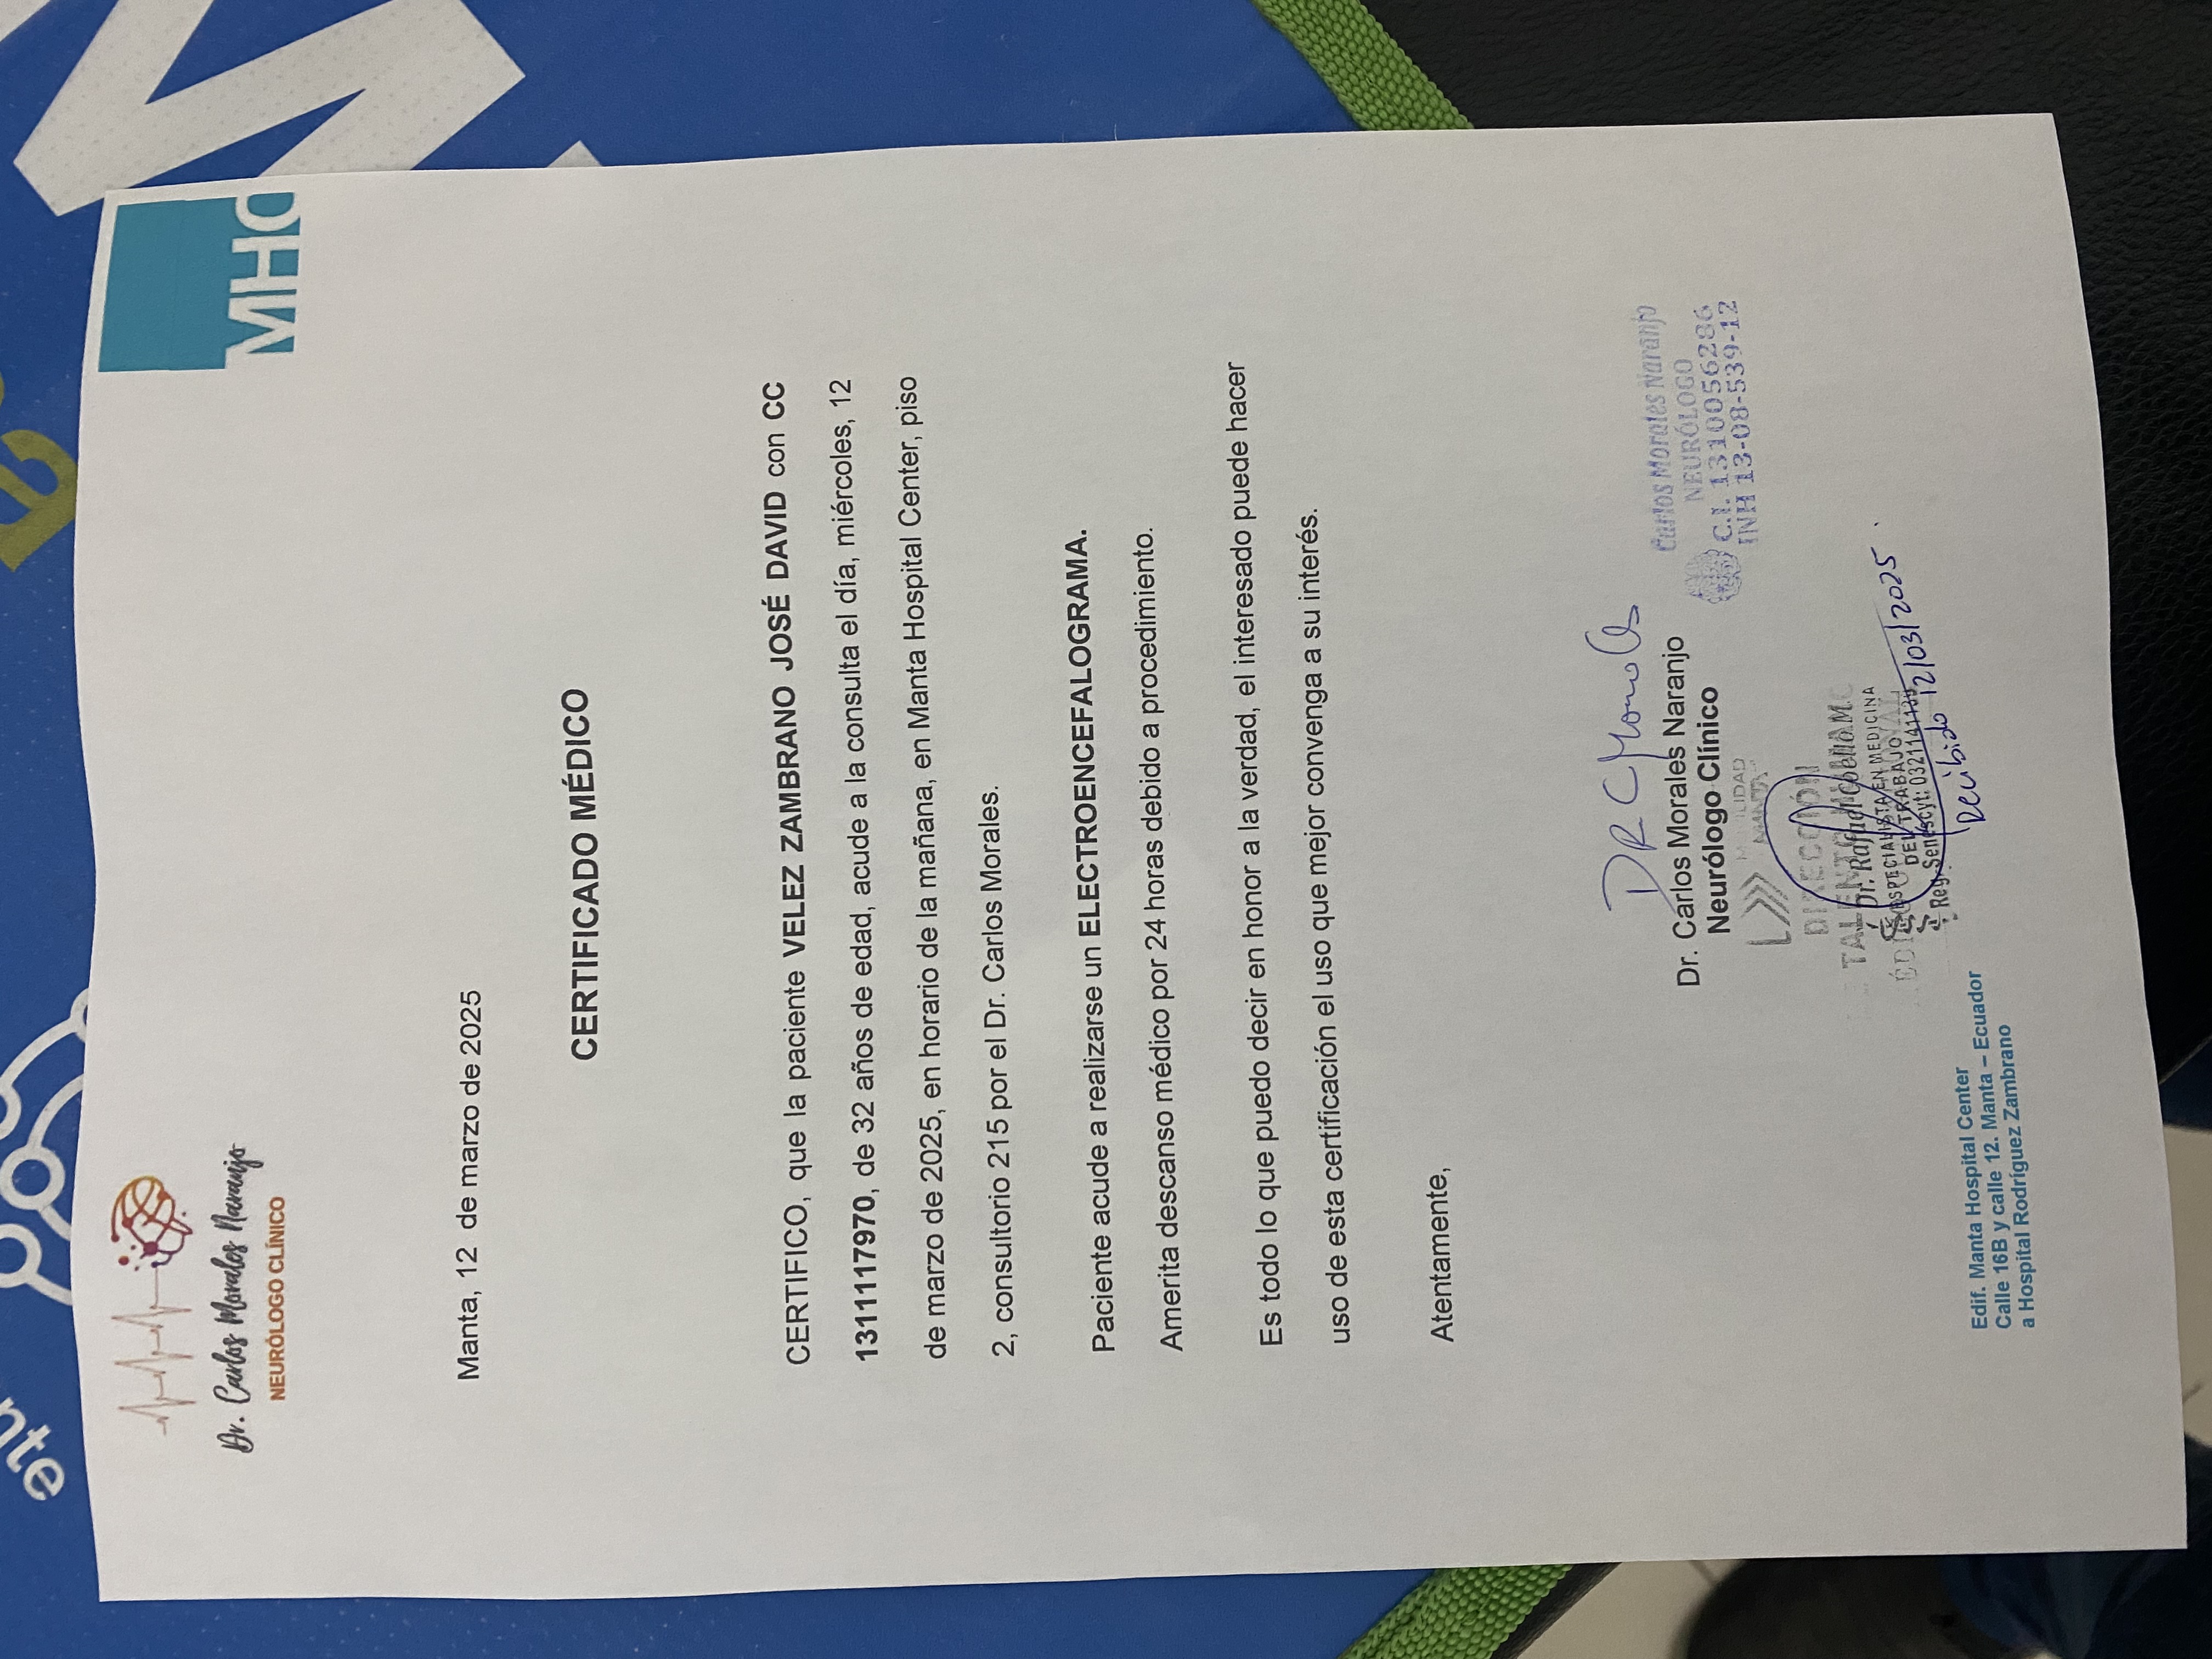 nte
Dr. Carlos Morales Naranjo
NEURÓLOGO CLÍNICO
MHC
Manta, 12 de marzo de 2025
CERTIFICADO MÉDICO
CERTIFICO, que la paciente VELEZ ZAMBRANO JOSÉ DAVID con CC
1311117970, de 32 años de edad, acude a la consulta el día, miércoles, 12
de marzo de 2025, en horario de la mañana, en Manta Hospital Center, piso
2, consultorio 215 por el Dr. Carlos Morales.
Paciente acude a realizarse un ELECTROENCEFALOGRAMA.
Amerita descanso médico por 24 horas debido a procedimiento.
Es todo lo que puedo decir en honor a la verdad, el interesado puede hacer
uso de esta certificación el uso que mejor convenga a su interés.
Atentamente,
DR C Morales
Dr. Carlos Morales Naranjo
Neurólogo Clínico
Carlos Morales Naranjo
NEURÓLOGO
C.I. 1310056286
INH 13-08-539-12
MANTA
DIRECCIÓN
TALENTO HUMANO
Dr. Rafael Coello M.
ESPECIALISTA EN MEDICINA
DEL TRABAJO
Reg. Senescyt: 0321141139
Recibido 12/03/2025
Edif. Manta Hospital Center
Calle 16B y calle 12. Manta – Ecuador
a Hospital Rodríguez Zambrano